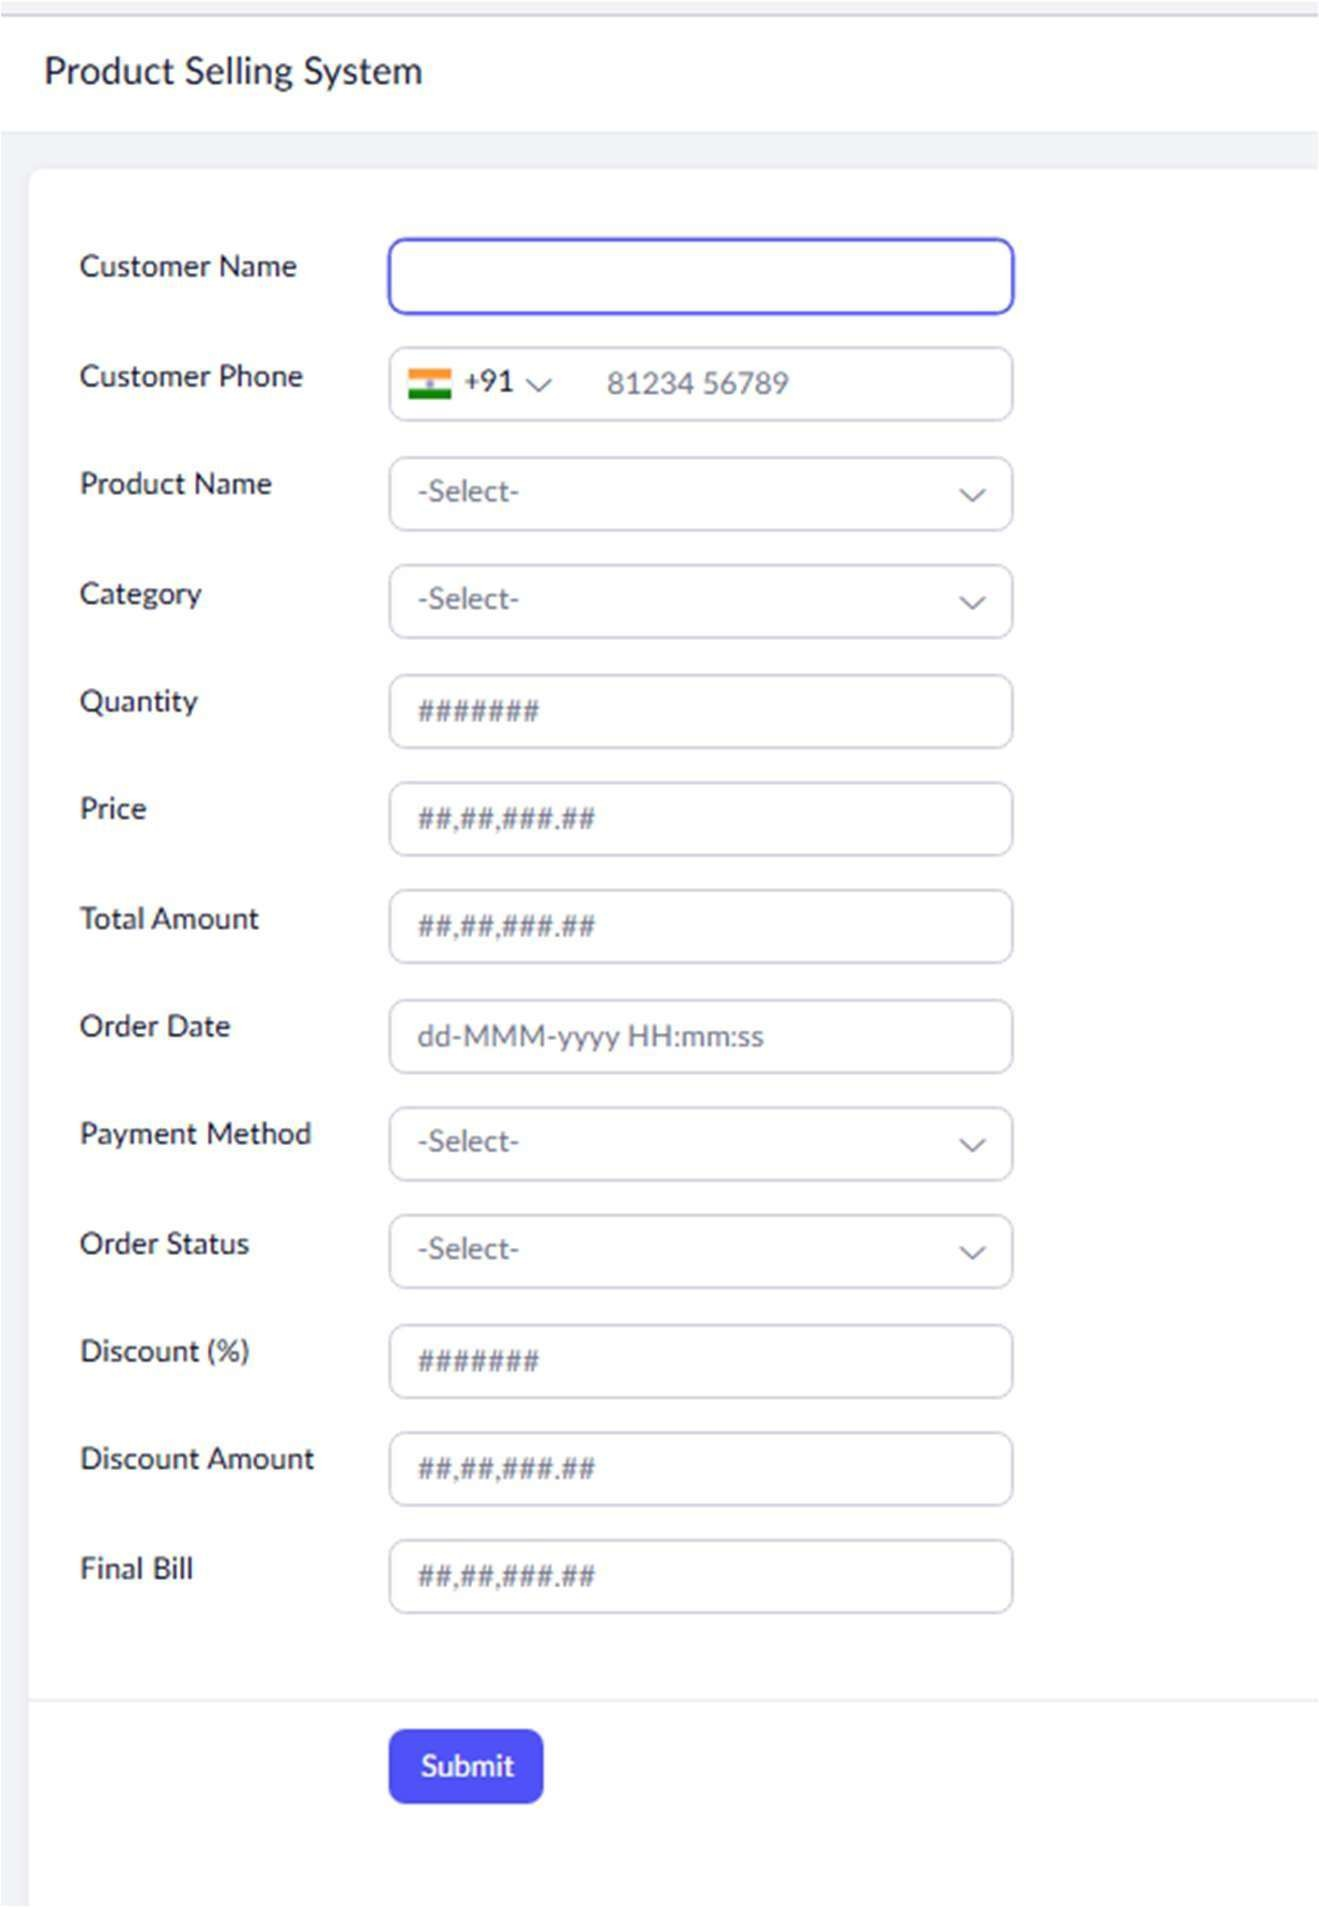 Product Selling System
Customer Name
Customer Phone +91 81234 56789
Product Name -Select-
Category -Select-
Quantity #######
Price ##,##,###.##
Total Amount ##,##,###.##
Order Date dd-MMM-yyyy HH:mm:ss
Payment Method -Select-
Order Status -Select-
Discount (%) #######
Discount Amount ##,##,###.##
Final Bill ##,##,###.##
Submit